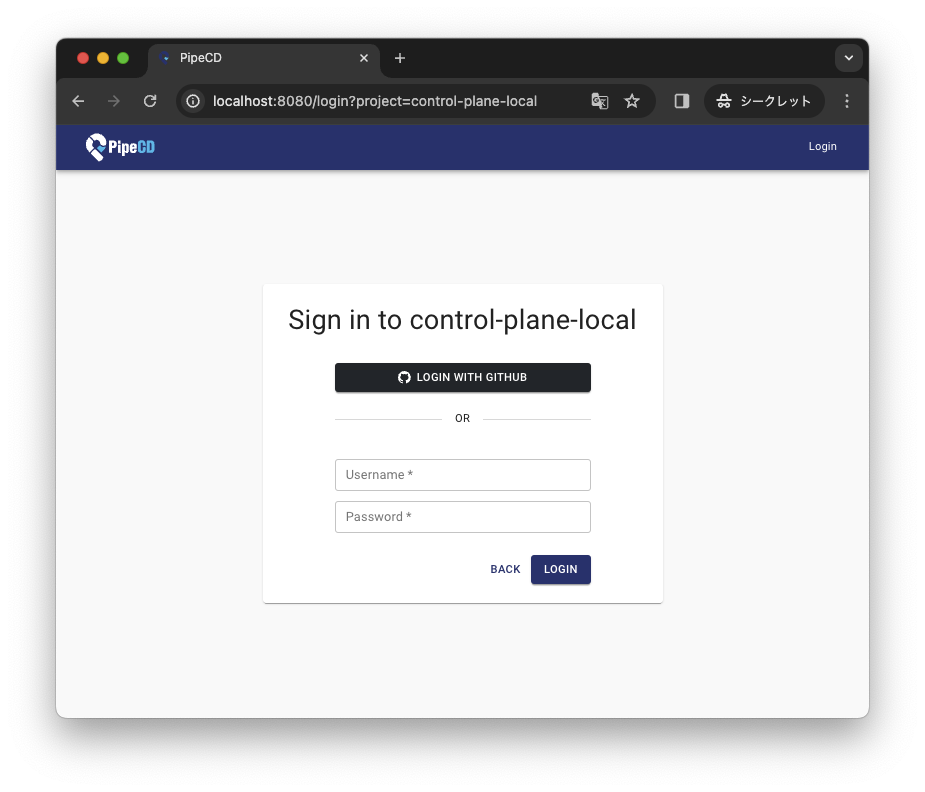 PipeCD
localhost:8080/login?project=control-plane-local
シークレット
PipeCD
Login
Sign in to control-plane-local
LOGIN WITH GITHUB
OR
Username *
Password *
BACK LOGIN